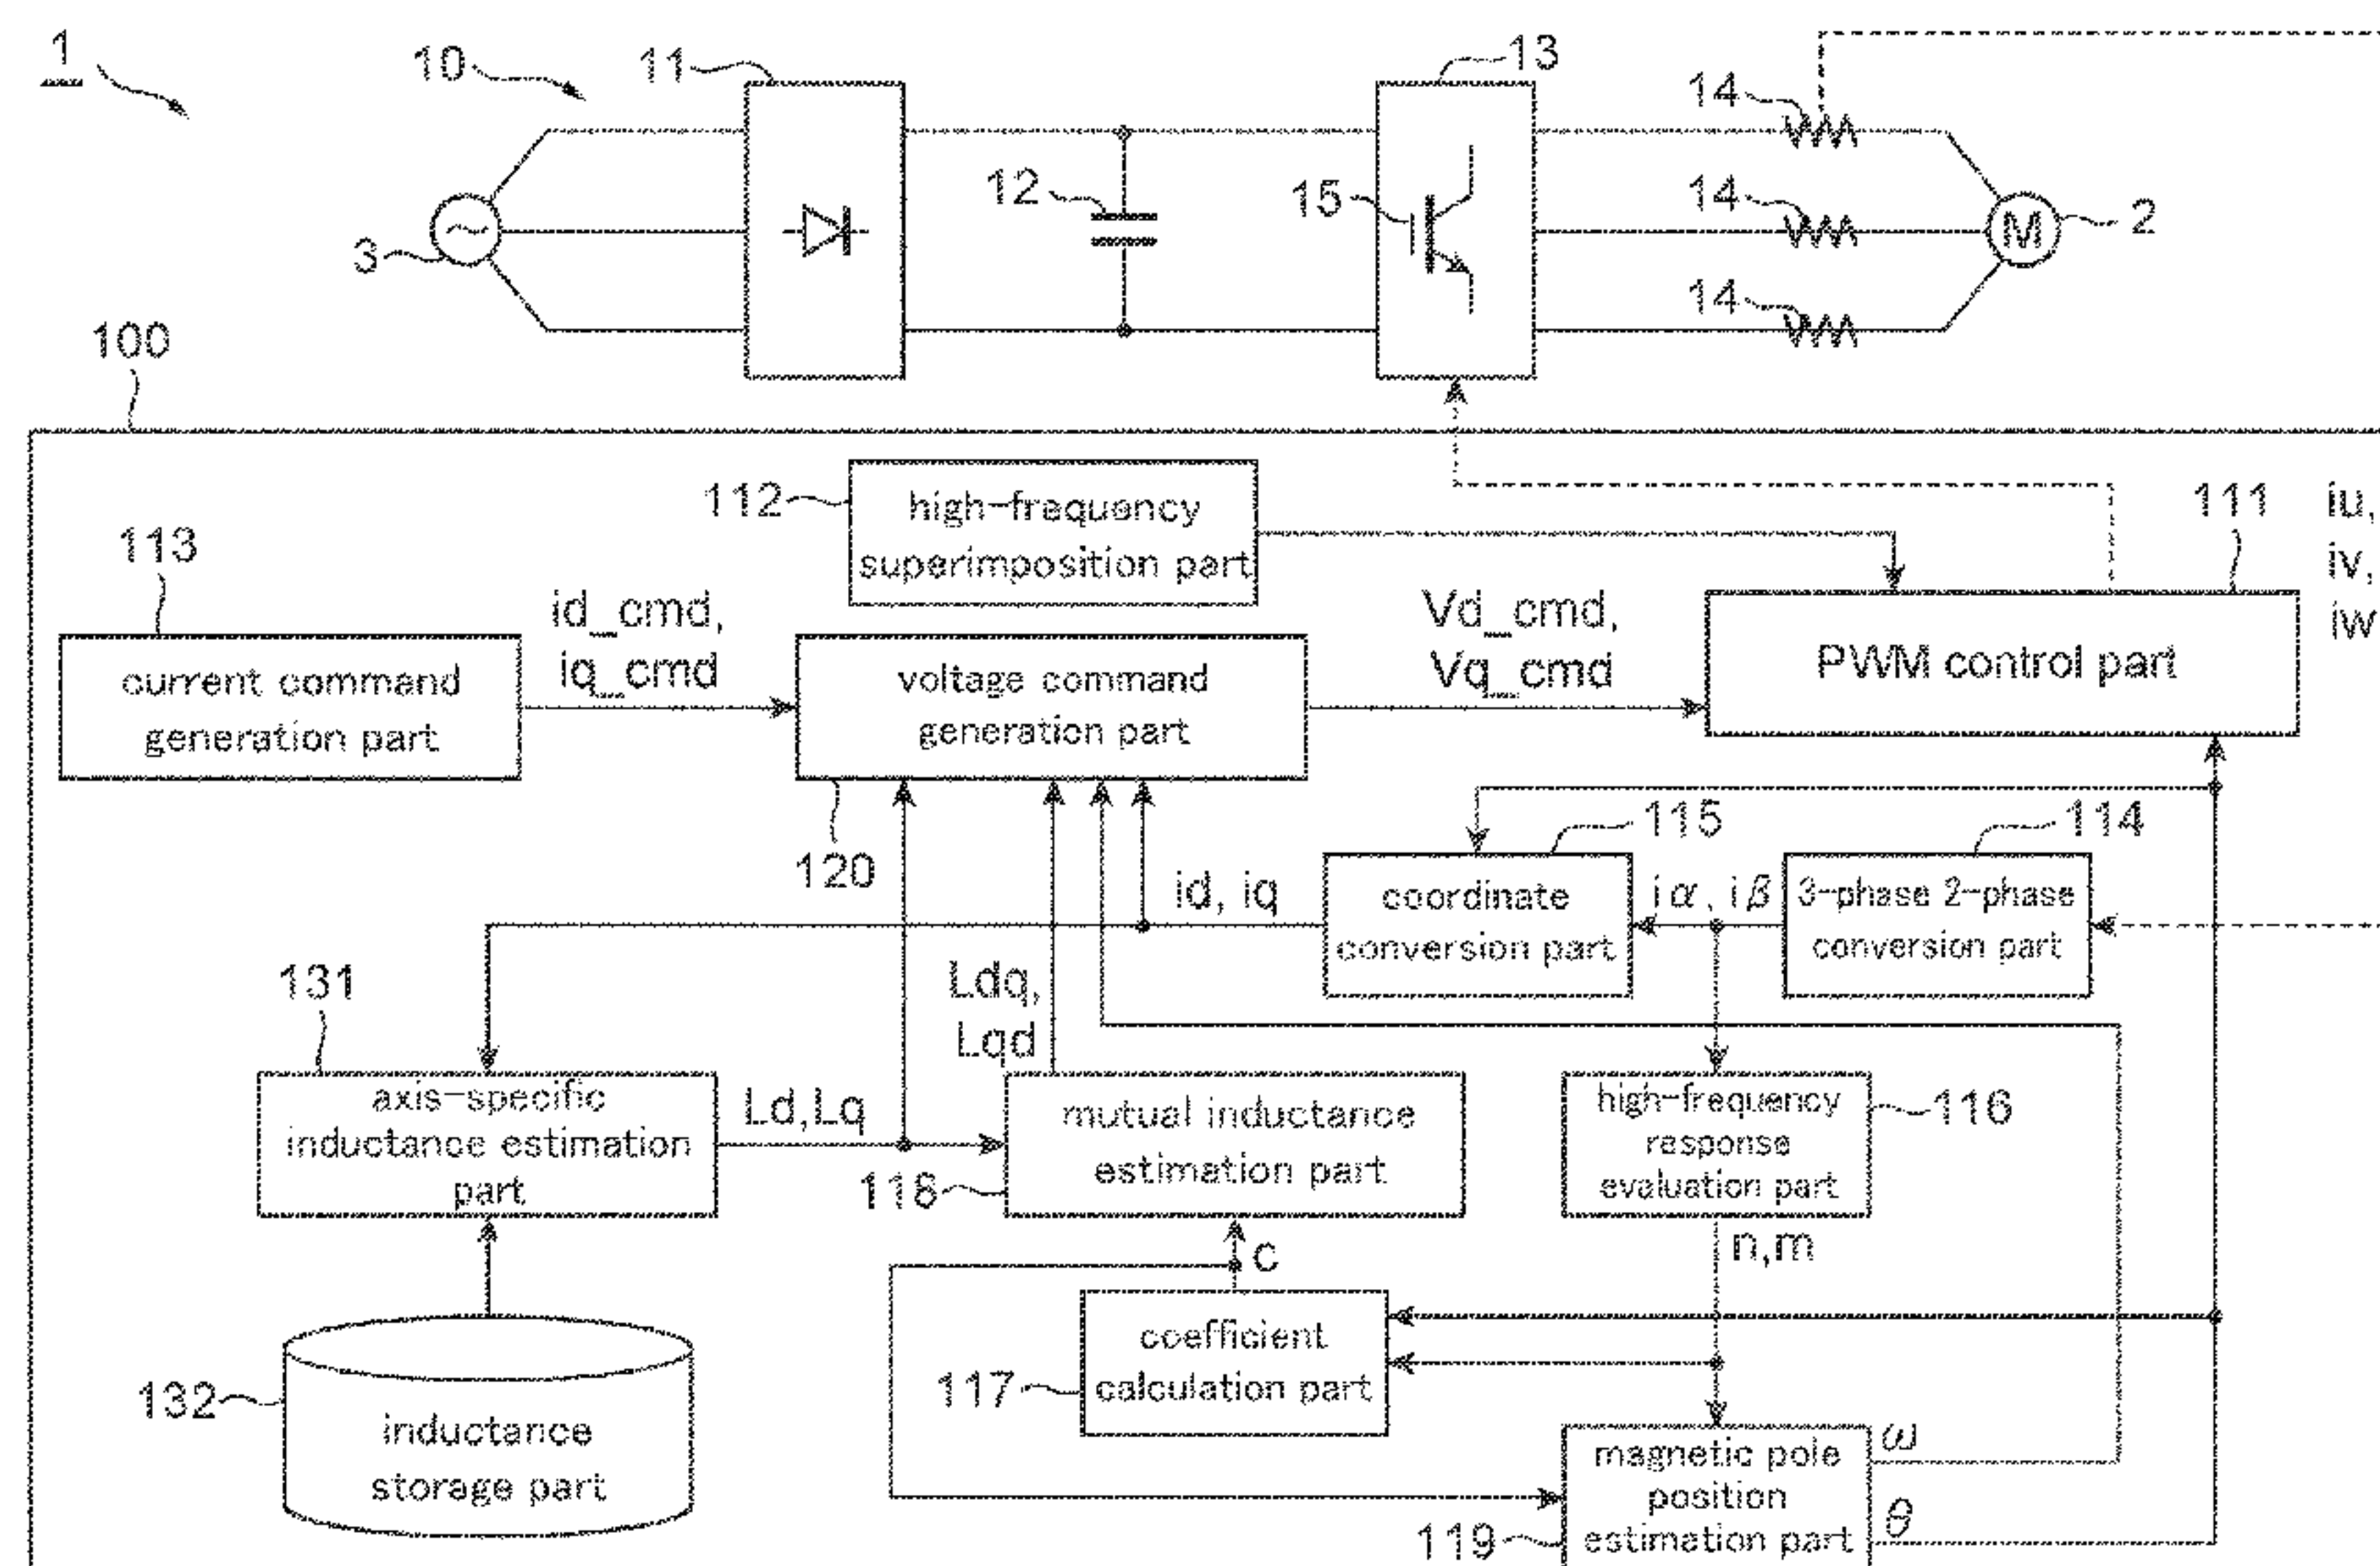 1
10
11
13
14
12
15
14
M
2
3
14
100
112
high-frequency
superimposition part
111
iu,
iv,
iw
113
id_cmd,
iq_cmd
Vd_cmd,
Vq_cmd
current command
generation part
voltage command
generation part
PWM control part
120
115
114
id, iq
coordinate
conversion part
iα, iβ
3-phase 2-phase
conversion part
131
Ldq,
Lqd
axis-specific
inductance estimation
part
Ld,Lq
118
mutual inductance
estimation part
high-frequency
response
evaluation part
116
n,m
C
117
coefficient
calculation part
132
inductance
storage part
119
magnetic pole
position
estimation part
ω
θ